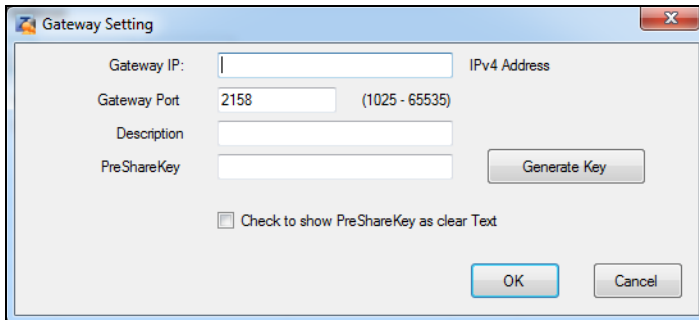 Gateway Setting
Gateway IP: IPv4 Address
Gateway Port 2158 (1025 - 65535)
Description
PreShareKey Generate Key
Check to show PreShareKey as clear Text
OK Cancel